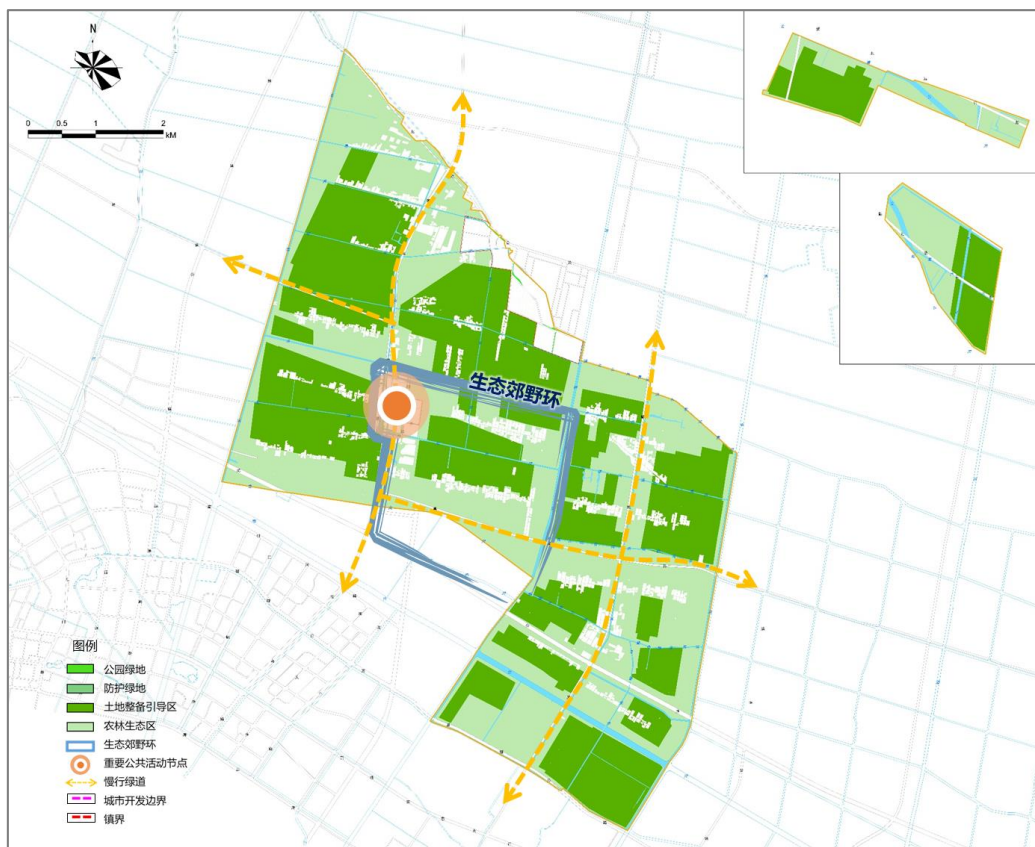 N
0 0.5 1 2
kM
生态郊野环
图例
公园绿地
防护绿地
土地整备引导区
农林生态区
生态郊野环
重要公共活动节点
慢行绿道
城市开发边界
镇界